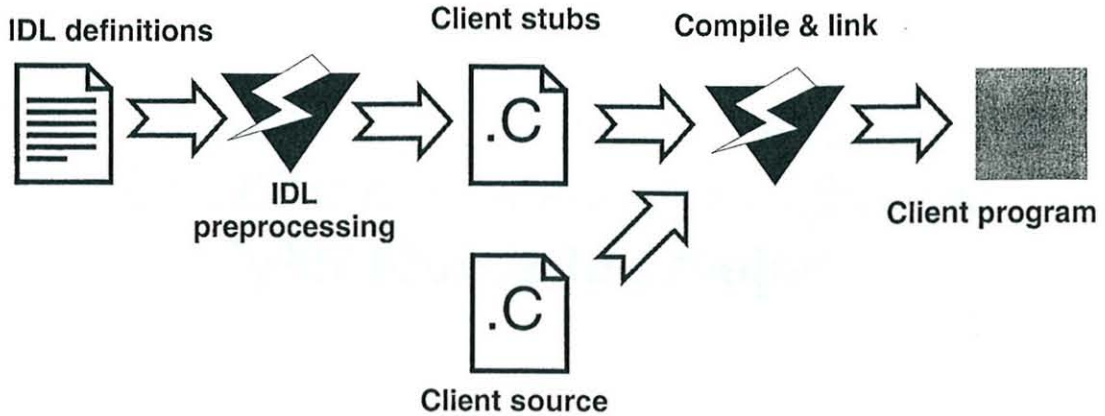 IDL definitions
Client stubs
Compile & link
.C
IDL
preprocessing
Client program
.C
Client source